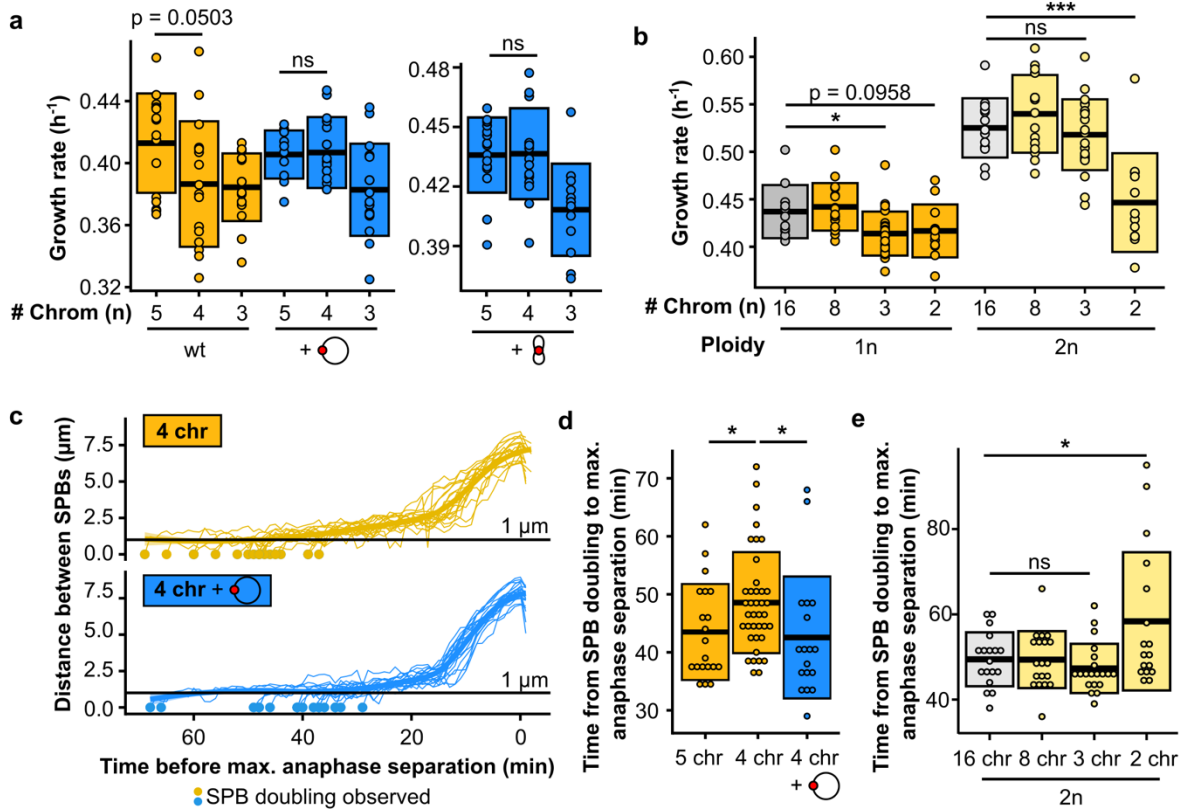 a
p = 0.0503
ns
ns
Growth rate (h⁻¹)
0.44
0.40
0.36
0.32
0.48
0.45
0.42
0.39
# Chrom (n)
5 4 3 5 4 3 5 4 3
wt
+
+
b
***
ns
p = 0.0958
*
Growth rate (h⁻¹)
0.60
0.55
0.50
0.45
0.40
# Chrom (n)
16 8 3 2 16 8 3 2
Ploidy
1n
2n
c
4 chr
1 µm
4 chr +
1 µm
Distance between SPBs (µm)
7.5
5.0
2.5
0.0
7.5
5.0
2.5
0.0
60 40 20 0
Time before max. anaphase separation (min)
SPB doubling observed
d
* *
Time from SPB doubling to max.
anaphase separation (min)
70
60
50
40
30
5 chr 4 chr 4 chr
+
e
*
ns
Time from SPB doubling to max.
anaphase separation (min)
80
60
40
16 chr 8 chr 3 chr 2 chr
2n